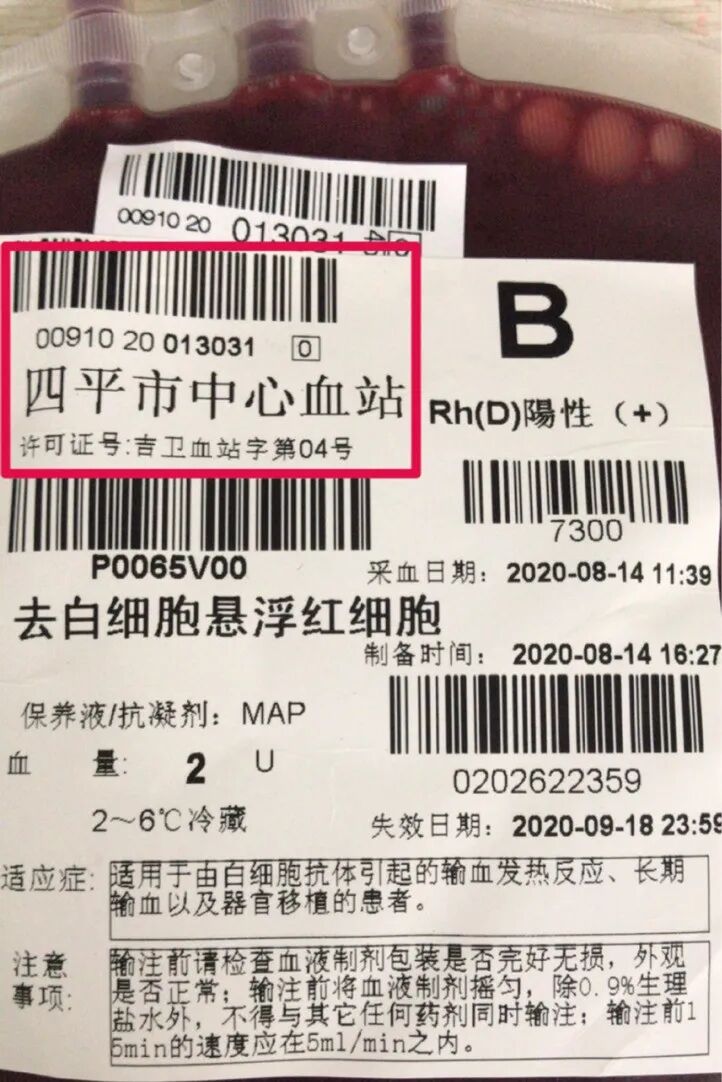 00910 20 013031
00910 20 013031 0
四平市中心血站
许可证号:吉卫血站字第04号
B
Rh(D)陽性（+）
7300
P0065V00
采血日期：2020-08-14 11:39
去白细胞悬浮红细胞
制备时间：2020-08-14 16:27
保养液/抗凝剂：MAP
血 量: 2 U
0202622359
2～6℃冷藏
失效日期：2020-09-18 23:59
适应症:
适用于由白细胞抗体引起的输血发热反应、长期
输血以及器官移植的患者。
注意
事项:
输注前请检查血液制剂包装是否完好无损，外观
是否正常；输注前将血液制剂摇匀，除0.9%生理
盐水外，不得与其它任何药剂同时输注；输注前1
5min的速度应在5ml/min之内。